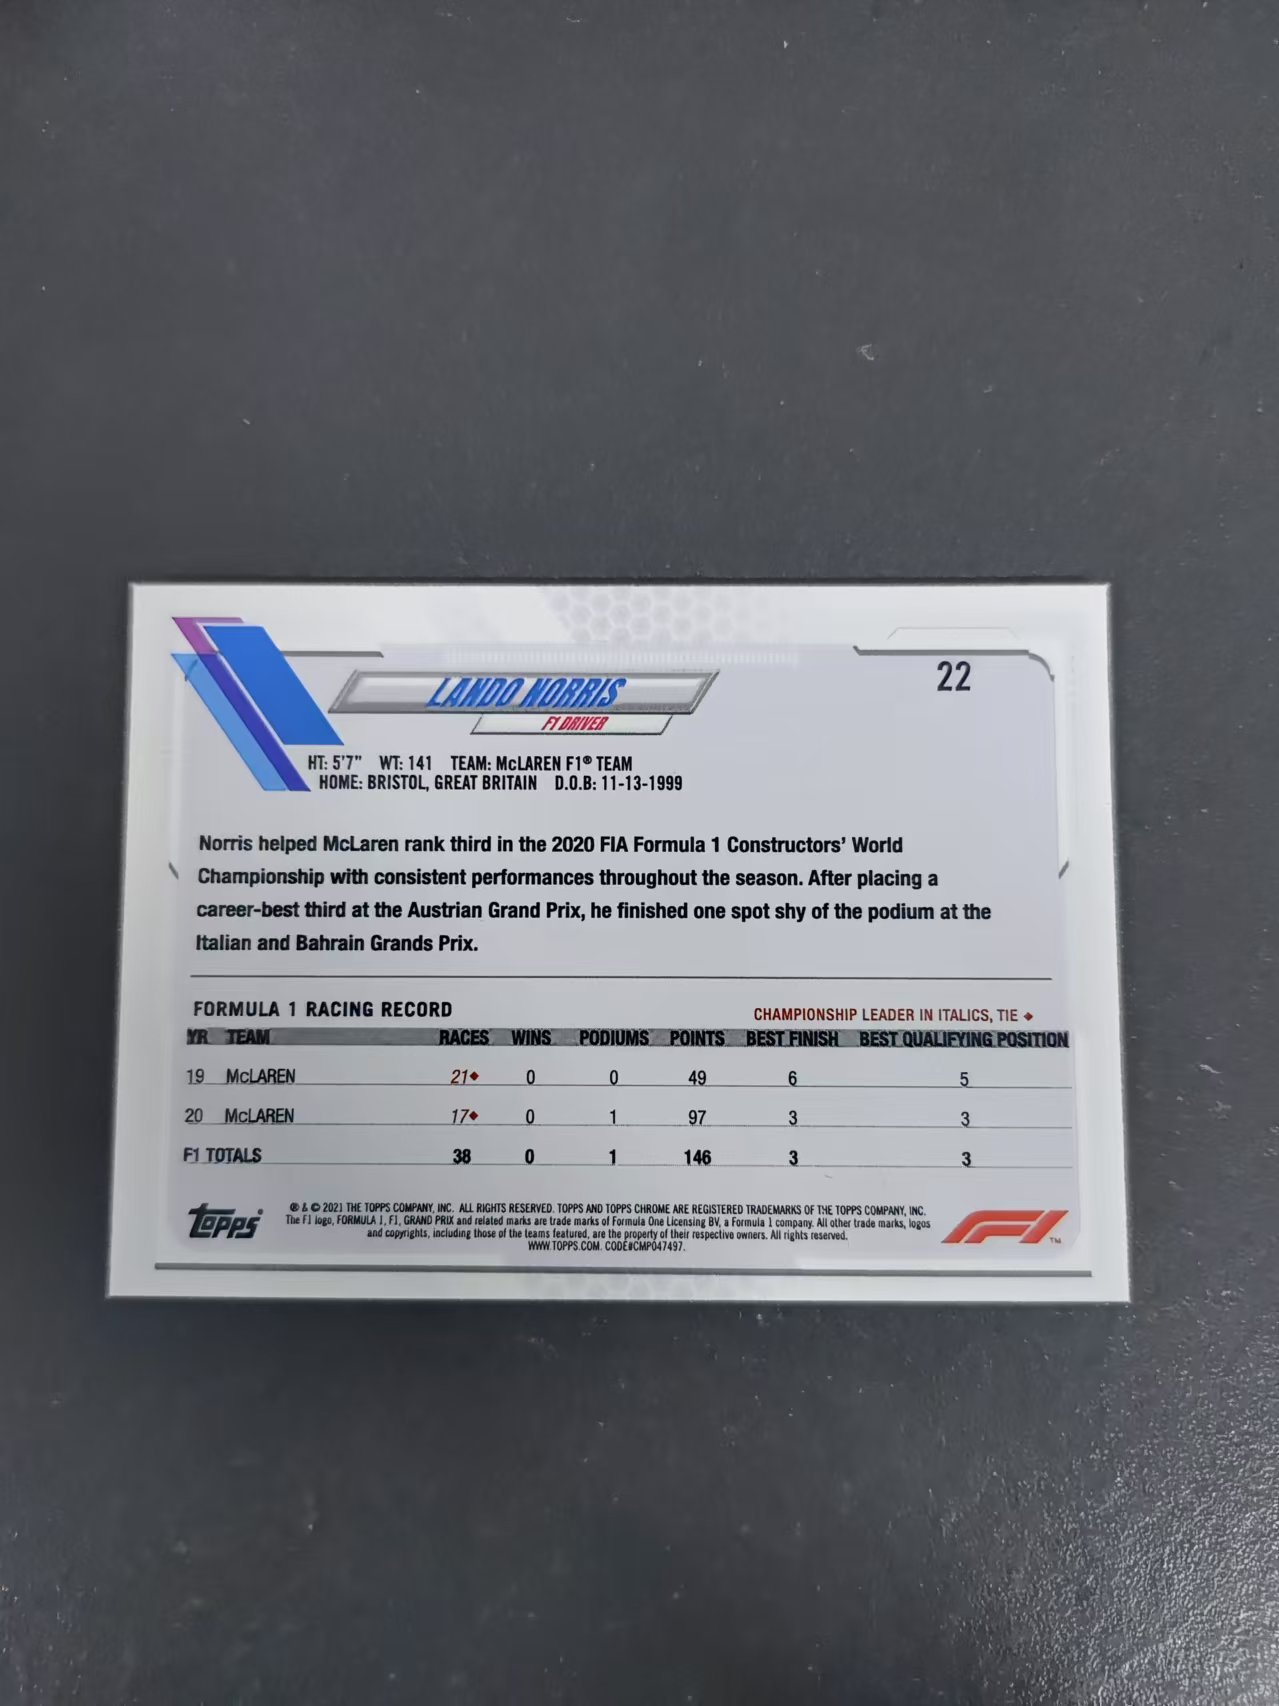 22
LANDO NORRIS
F1 DRIVER
HT: 5'7" WT: 141 TEAM: McLAREN F1® TEAM
HOME: BRISTOL, GREAT BRITAIN D.O.B: 11-13-1999
Norris helped McLaren rank third in the 2020 FIA Formula 1 Constructors' World
Championship with consistent performances throughout the season. After placing a
career-best third at the Austrian Grand Prix, he finished one spot shy of the podium at the
Italian and Bahrain Grands Prix.
FORMULA 1 RACING RECORD CHAMPIONSHIP LEADER IN ITALICS, TIE ♦
YR TEAM RACES WINS PODIUMS POINTS BEST FINISH BEST QUALIFYING POSITION
19 McLAREN 21♦ 0 0 49 6 5
20 McLAREN 17♦ 0 1 97 3 3
F1 TOTALS 38 0 1 146 3 3
Topps
® & © 2021 THE TOPPS COMPANY, INC. ALL RIGHTS RESERVED. TOPPS AND TOPPS CHROME ARE REGISTERED TRADEMARKS OF THE TOPPS COMPANY, INC.
The F1 logo, FORMULA 1, F1, GRAND PRIX and related marks are trade marks of Formula One Licensing BV, a Formula 1 company. All other trade marks, logos
and copyrights, including those of the teams featured, are the property of their respective owners. All rights reserved.
WWW.TOPPS.COM. CODE#CMP047497.
F1™